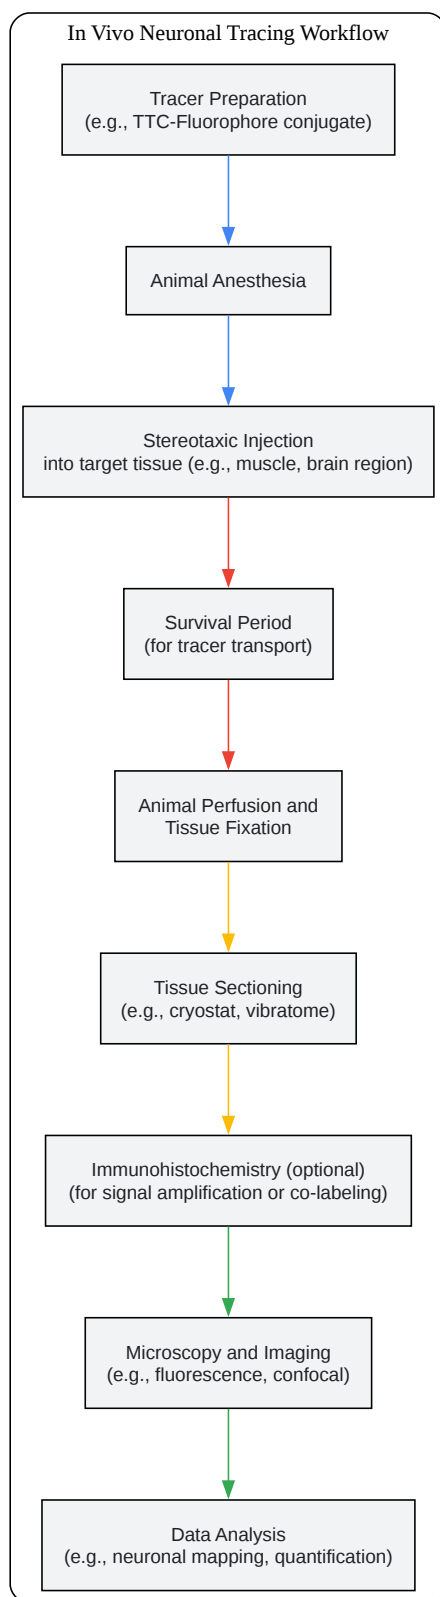 In Vivo Neuronal Tracing Workflow
Tracer Preparation
(e.g., TTC-Fluorophore conjugate)
Animal Anesthesia
Stereotaxic Injection
into target tissue (e.g., muscle, brain region)
Survival Period
(for tracer transport)
Animal Perfusion and
Tissue Fixation
Tissue Sectioning
(e.g., cryostat, vibratome)
Immunohistochemistry (optional)
(for signal amplification or co-labeling)
Microscopy and Imaging
(e.g., fluorescence, confocal)
Data Analysis
(e.g., neuronal mapping, quantification)